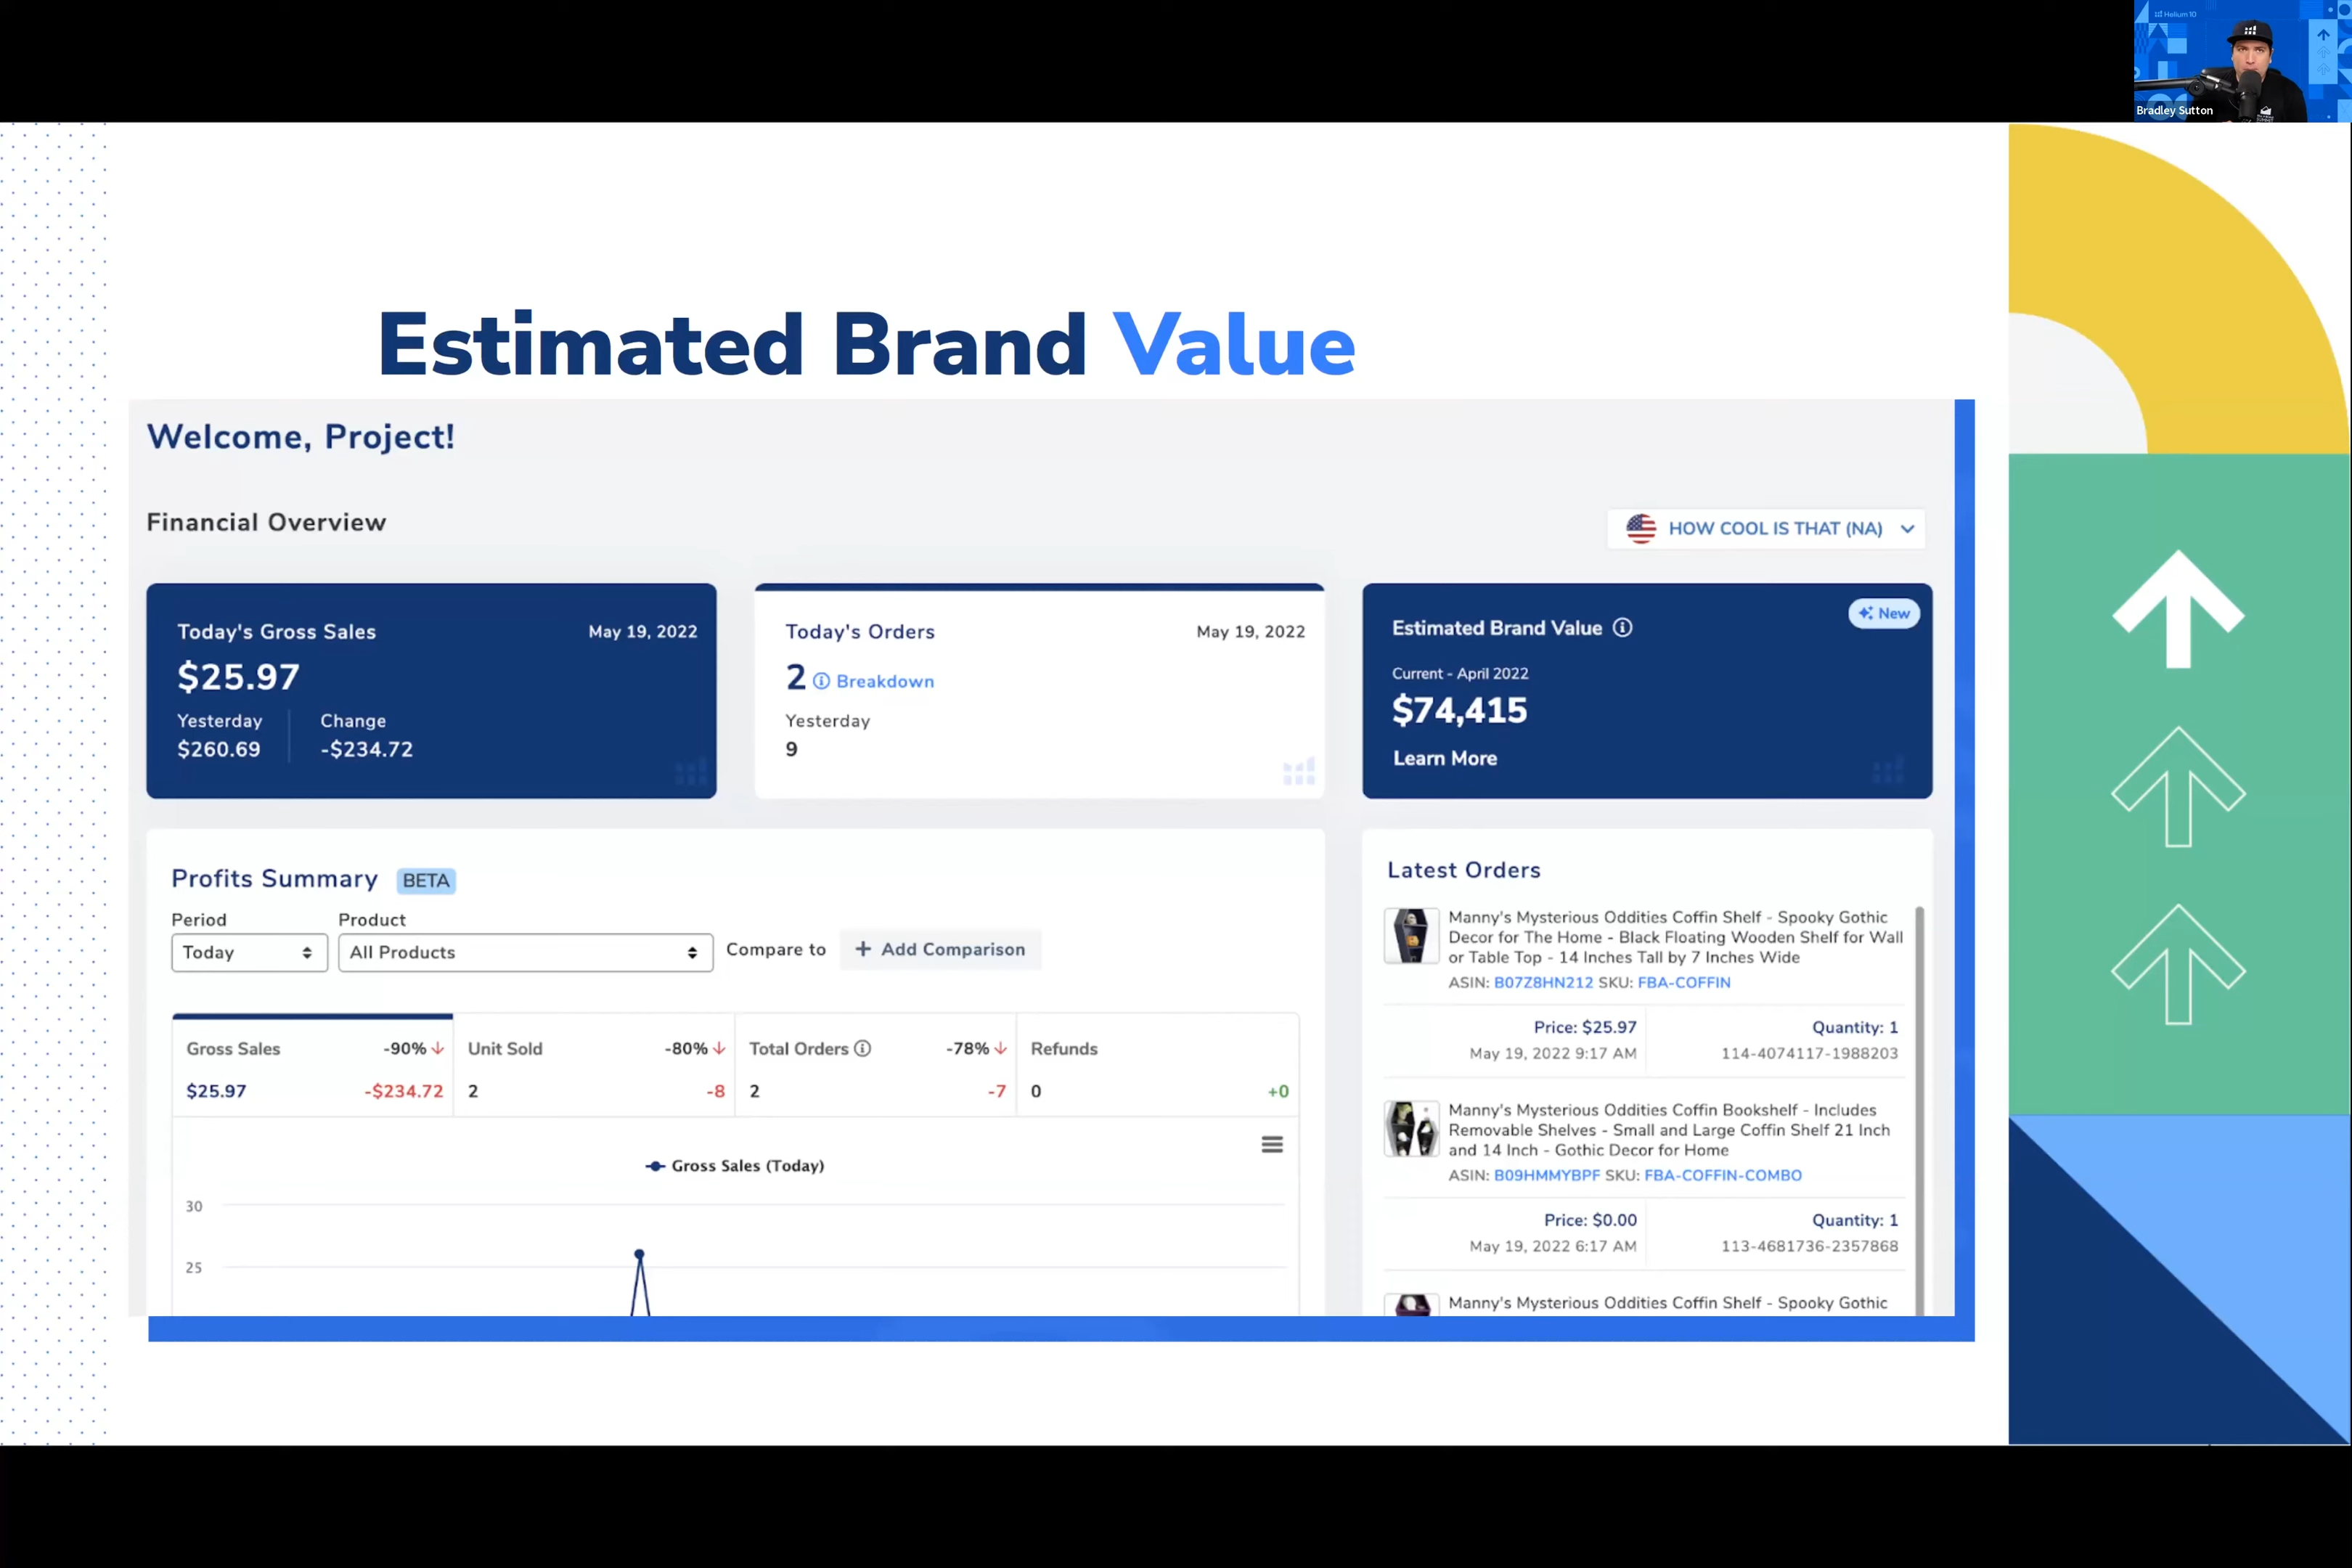 Helium 10
Bradley Sutton
Estimated Brand Value
Welcome, Project!
Financial Overview
HOW COOL IS THAT (NA)
Today's Gross Sales
May 19, 2022
$25.97
Yesterday
Change
$260.69
-$234.72
Today's Orders
May 19, 2022
2 Breakdown
Yesterday
9
New
Estimated Brand Value
Current - April 2022
$74,415
Learn More
Profits Summary BETA
Period
Product
Today
All Products
Compare to
+ Add Comparison
Gross Sales
-90%
$25.97
-$234.72
Unit Sold
-80%
2
-8
Total Orders
-78%
2
-7
Refunds
0
+0
Gross Sales (Today)
30
25
Latest Orders
Manny's Mysterious Oddities Coffin Shelf - Spooky Gothic
Decor for The Home - Black Floating Wooden Shelf for Wall
or Table Top - 14 Inches Tall by 7 Inches Wide
ASIN: B07Z8HN212 SKU: FBA-COFFIN
Price: $25.97
Quantity: 1
May 19, 2022 9:17 AM
114-4074117-1988203
Manny's Mysterious Oddities Coffin Bookshelf - Includes
Removable Shelves - Small and Large Coffin Shelf 21 Inch
and 14 Inch - Gothic Decor for Home
ASIN: B09HMMYBPF SKU: FBA-COFFIN-COMBO
Price: $0.00
Quantity: 1
May 19, 2022 6:17 AM
113-4681736-2357868
Manny's Mysterious Oddities Coffin Shelf - Spooky Gothic